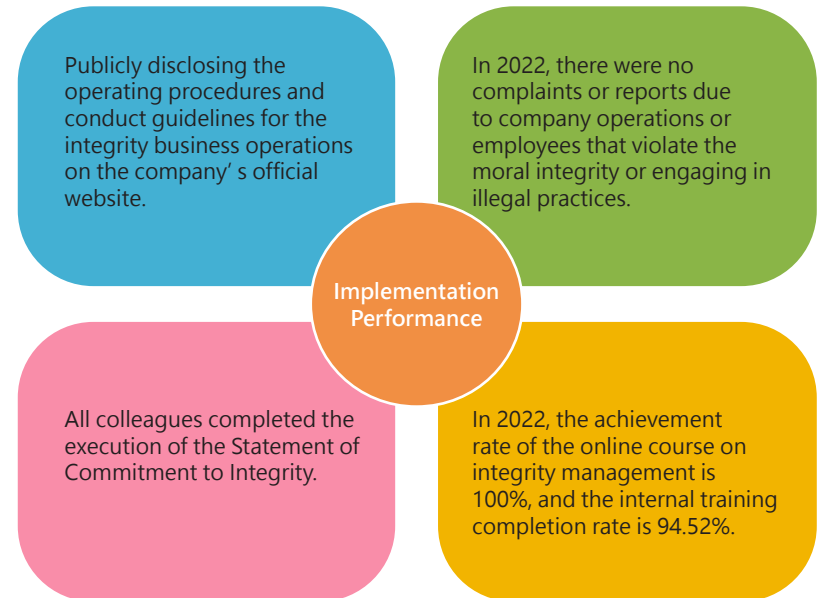 Publicly disclosing the
operating procedures and
conduct guidelines for the
integrity business operations
on the company’ s official
website.
In 2022, there were no
complaints or reports due
to company operations or
employees that violate the
moral integrity or engaging in
illegal practices.
Implementation
Performance
All colleagues completed the
execution of the Statement of
Commitment to Integrity.
In 2022, the achievement
rate of the online course on
integrity management is
100%, and the internal training
completion rate is 94.52%.